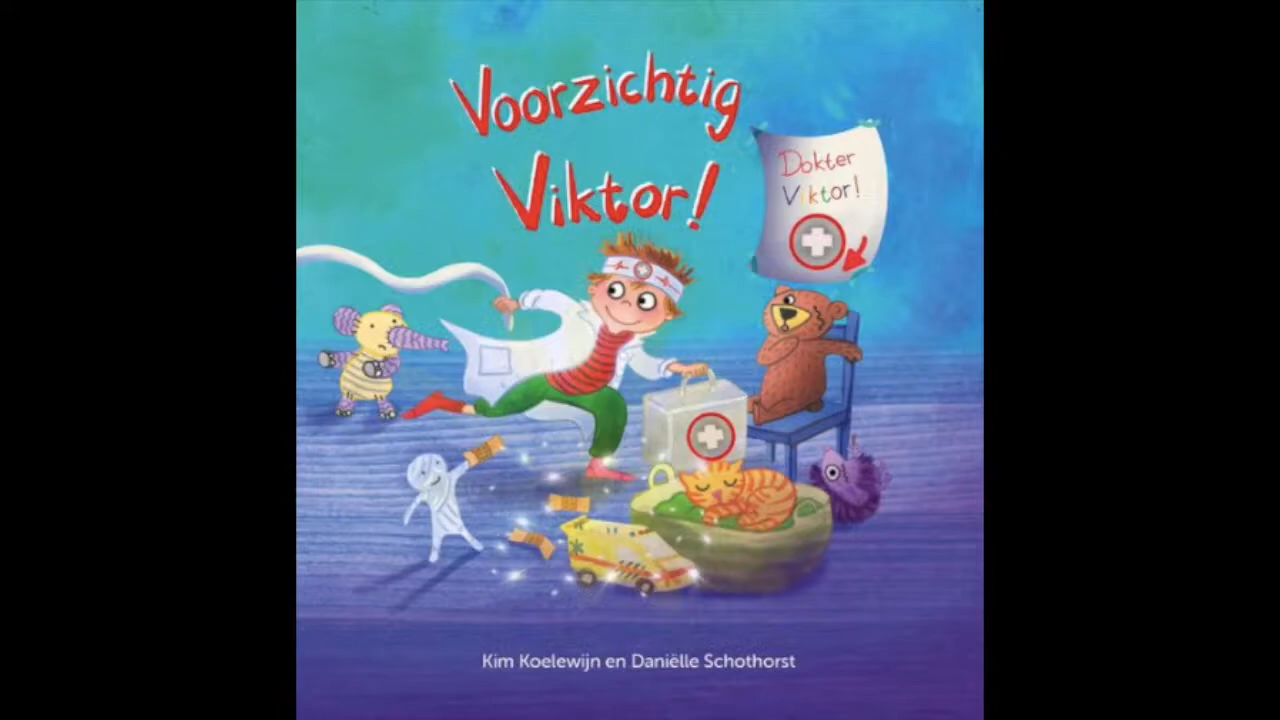 Voorzichtig
Viktor!
Dokter
Viktor!
Kim Koelewijn en Daniëlle Schothorst